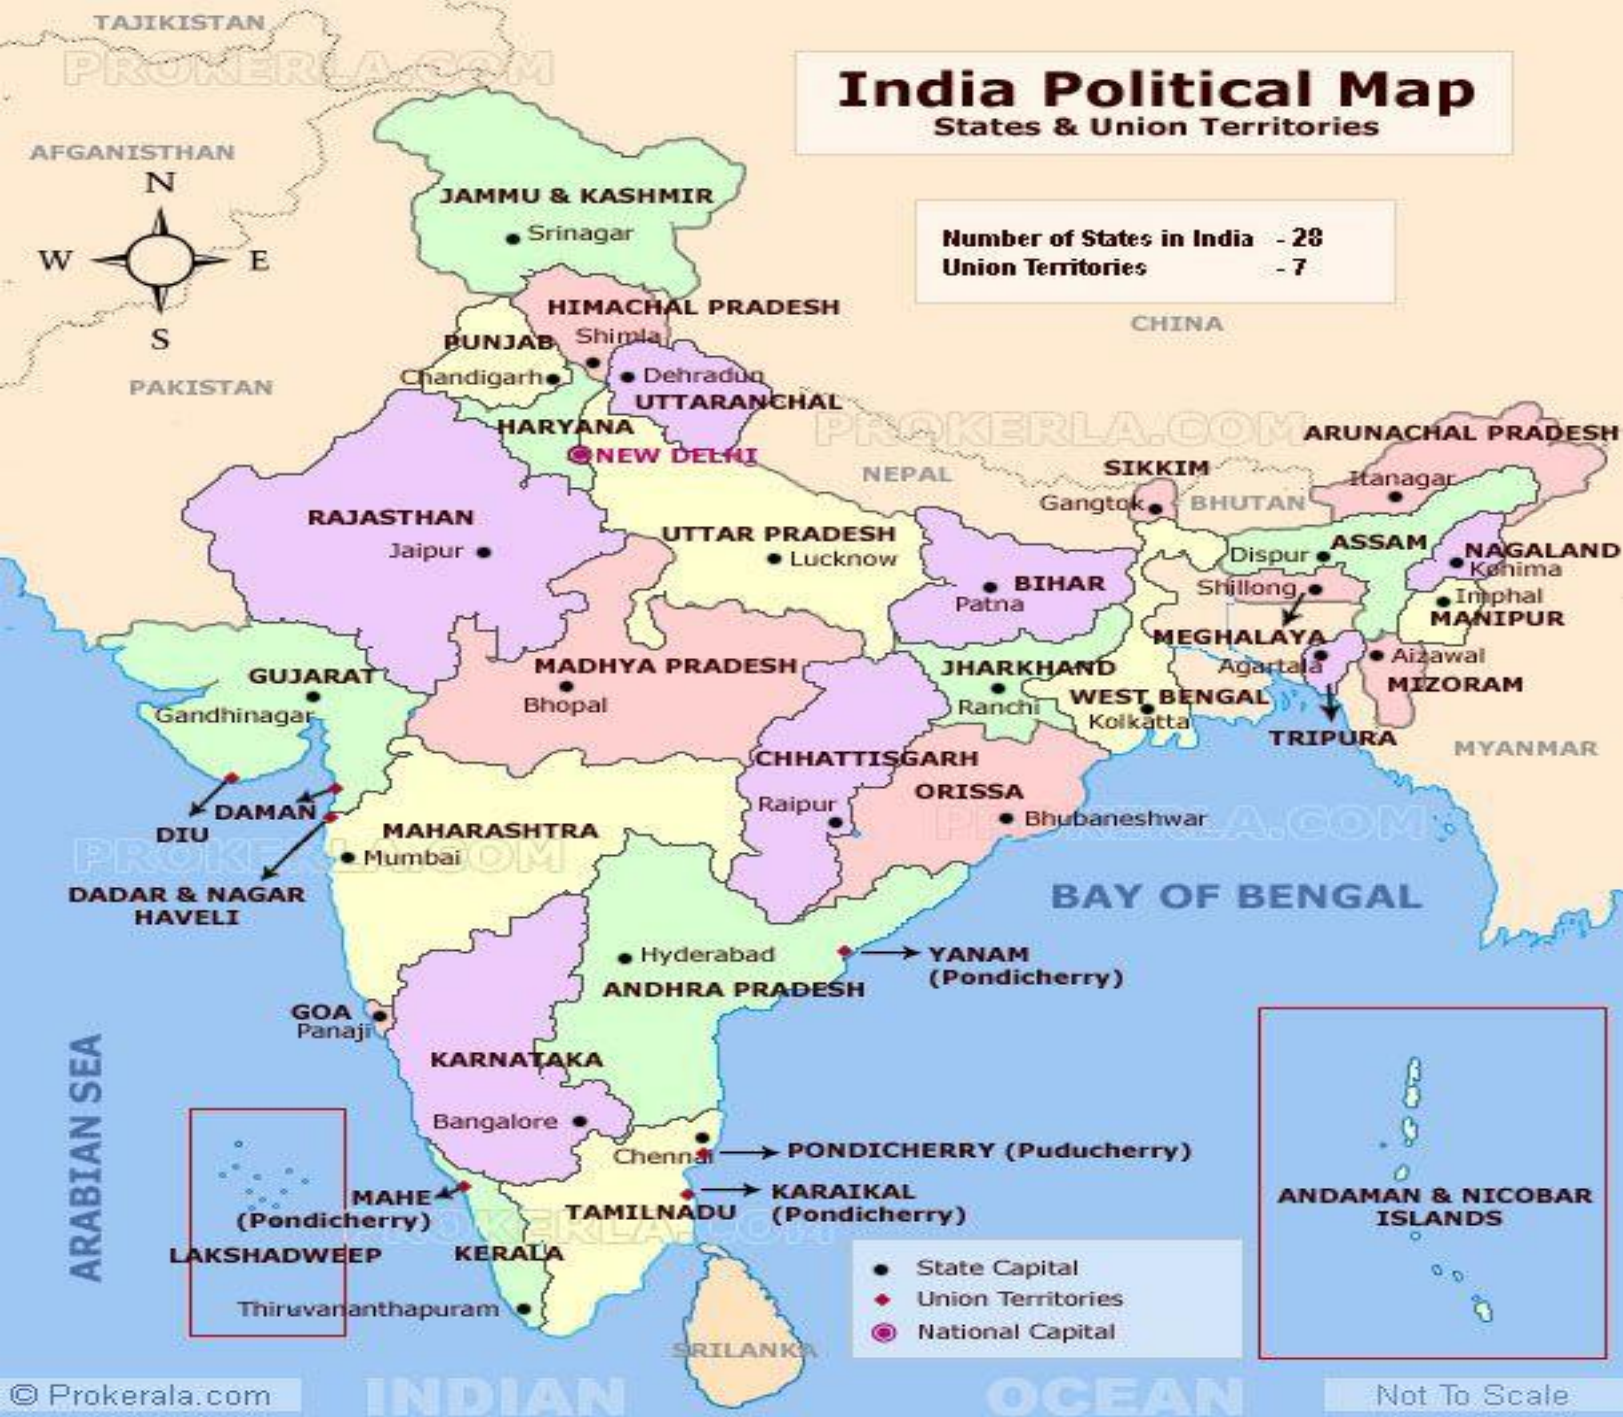 TAJIKISTAN
PROKERLA.COM
India Political Map
States & Union Territories
AFGANISTHAN
N
W
E
S
JAMMU & KASHMIR
Srinagar
Number of States in India - 28
Union Territories - 7
HIMACHAL PRADESH
Shimla
CHINA
PUNJAB
Chandigarh
PAKISTAN
Dehradun
UTTARANCHAL
HARYANA
NEW DELHI
PROKERLA.COM
ARUNACHAL PRADESH
Itanagar
NEPAL
SIKKIM
Gangtok
BHUTAN
RAJASTHAN
Jaipur
UTTAR PRADESH
Lucknow
Dispur
ASSAM
NAGALAND
Kohima
BIHAR
Patna
Shillong
Imphal
MANIPUR
MEGHALAYA
Agartala
Aizawal
MIZORAM
GUJARAT
Gandhinagar
MADHYA PRADESH
Bhopal
JHARKHAND
Ranchi
WEST BENGAL
Kolkatta
TRIPURA
MYANMAR
CHHATTISGARH
Raipur
ORISSA
Bhubaneshwar
PROKERLA.COM
DAMAN
DIU
MAHARASHTRA
Mumbai
PROKERLA.COM
DADAR & NAGAR
HAVELI
BAY OF BENGAL
Hyderabad
ANDHRA PRADESH
YANAM
(Pondicherry)
GOA
Panaji
ARABIAN SEA
KARNATAKA
Bangalore
Chennai
PONDICHERRY (Puducherry)
MAHE
(Pondicherry)
KARAIKAL
(Pondicherry)
TAMILNADU
PROKERLA.COM
ANDAMAN & NICOBAR
ISLANDS
LAKSHADWEEP
KERALA
Thiruvananthapuram
State Capital
Union Territories
National Capital
SRILANKA
© Prokerala.com
INDIAN OCEAN
Not To Scale